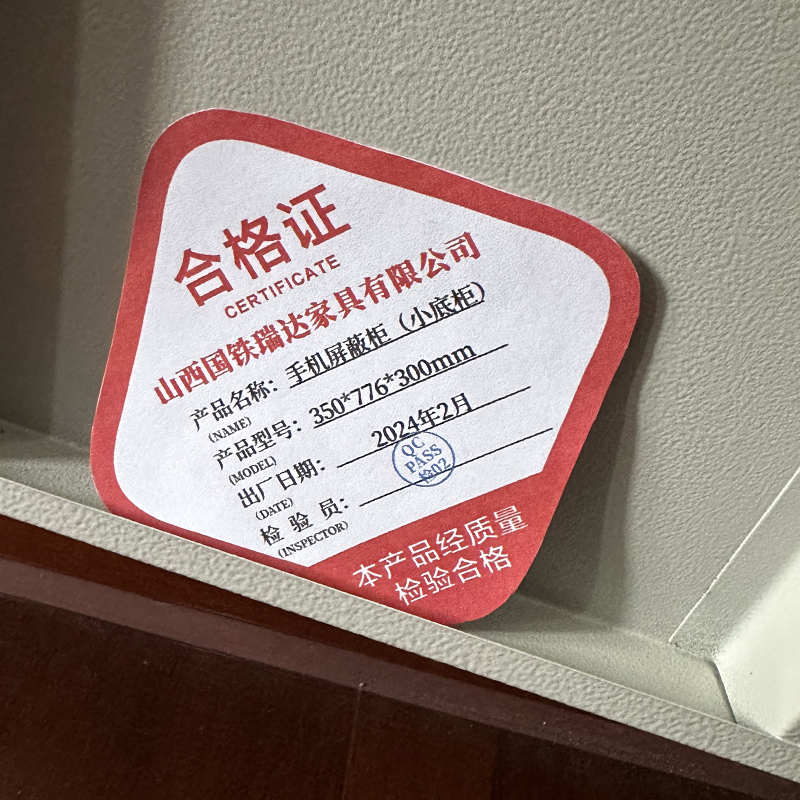 合格证
CERTIFICATE
山西国铁瑞达家具有限公司
产品名称：手机屏蔽柜（小底柜）
(NAME)
产品型号：350*776*300mm
(MODEL)
出厂日期：2024年2月
(DATE)
QC
PASS
检02
检 验 员：
(INSPECTOR)
本产品经质量
检验合格